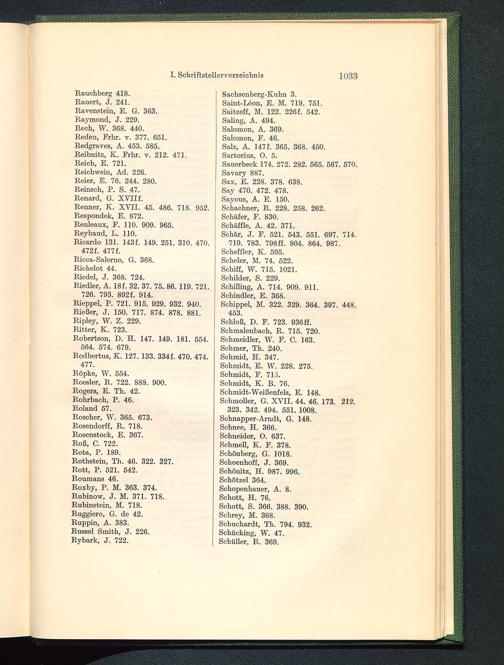 I. Schriftstellerverzeichnis 1033
Rauchberg 418.
Rauert, J. 241.
Ravenstein, E. G. 363.
Raymond, J. 229.
Rech, W. 368. 440.
Reden, Frhr. v. 377. 651.
Redgraves, A. 453. 585.
Reibnitz, K. Frhr. v. 212. 471.
Reich, E. 721.
Reichwein, Ad. 226.
Reier, E. 76. 244. 280.
Reinsch, P. S. 47.
Renard, G. XVIII f.
Renner, K. XVII. 45. 486. 718. 952.
Respondek, E. 872.
Reuleaux, F. 110. 909. 965.
Reybaud, L. 110.
Ricardo 131. 143f. 149. 251. 310. 470.
472f. 477f.
Ricca-Salerno, G. 368.
Richelot 44.
Riedel, J. 368. 724.
Riedler, A. 18f. 32. 37. 75. 86. 119. 721.
726. 793. 892f. 914.
Rieppel, P. 721. 915. 929. 932. 940.
Rießer, J. 150. 717. 874. 878. 881.
Ripley, W. Z. 229.
Ritter, K. 723.
Robertson, D. H. 147. 149. 181. 554.
564. 574. 679.
Rodbertus, K. 127. 133. 334f. 470. 474.
477.
Röpke, W. 554.
Roesler, R. 722. 888. 900.
Rogers, E. Th. 42.
Rohrbach, P. 46.
Roland 57.
Roscher, W. 365. 673.
Rosendorff, R. 718.
Rosenstock, E. 367.
Roß, C. 722.
Rota, P. 189.
Rothstein, Th. 46. 322. 327.
Rott, P. 521. 542.
Roumans 46.
Roxby, P. M. 363. 374.
Rubinow, J. M. 371. 718.
Rubinstein, M. 718.
Ruggiero, G. de 42.
Ruppin, A. 383.
Russel Smith, J. 226.
Rybark, J. 722.
Sachsenberg-Kuhn 3.
Saint-Léon, E. M. 719. 751.
Saitzeff, M. 122. 226f. 542.
Saling, A. 494.
Salomon, A. 369.
Salomon, F. 46.
Salz, A. 147f. 365. 368. 450.
Sartorius, O. 5.
Sauerbeck 174. 272. 282. 565. 567. 570.
Savary 887.
Sax, E. 228. 378. 638.
Say 470. 472. 478.
Sayous, A. E. 150.
Schachner, R. 228. 258. 262.
Schäfer, F. 830.
Schäffle, A. 42. 371.
Schär, J. F. 521. 543. 551. 697. 714.
719. 783. 798ff. 804. 864. 987.
Scheffler, K. 595.
Scheler, M. 74. 522.
Schiff, W. 715. 1021.
Schilder, S. 229.
Schilling, A. 714. 909. 911.
Schindler, E. 368.
Schippel, M. 322. 329. 364. 397. 448.
453.
Schloß, D. F. 723. 936ff.
Schmalenbach, R. 715. 720.
Schmeidler, W. F. C. 163.
Schmer, Th. 240.
Schmid, H. 347.
Schmidt, E. W. 228. 275.
Schmidt, F. 715.
Schmidt, K. B. 76.
Schmidt-Weißenfels, E. 148.
Schmoller, G. XVII. 44. 46. 173. 212.
323. 342. 494. 551. 1008.
Schnapper-Arndt, G. 148.
Schnee, H. 366.
Schneider, O. 637.
Schnell, K. F. 378.
Schönberg, G. 1018.
Schoenhoff, J. 369.
Schönitz, H. 987. 996.
Schötzel 364.
Schopenhauer, A. 8.
Schott, H. 76.
Schott, S. 366. 388. 390.
Schrey, M. 368.
Schuchardt, Th. 794. 932.
Schücking, W. 47.
Schüller, R. 369.